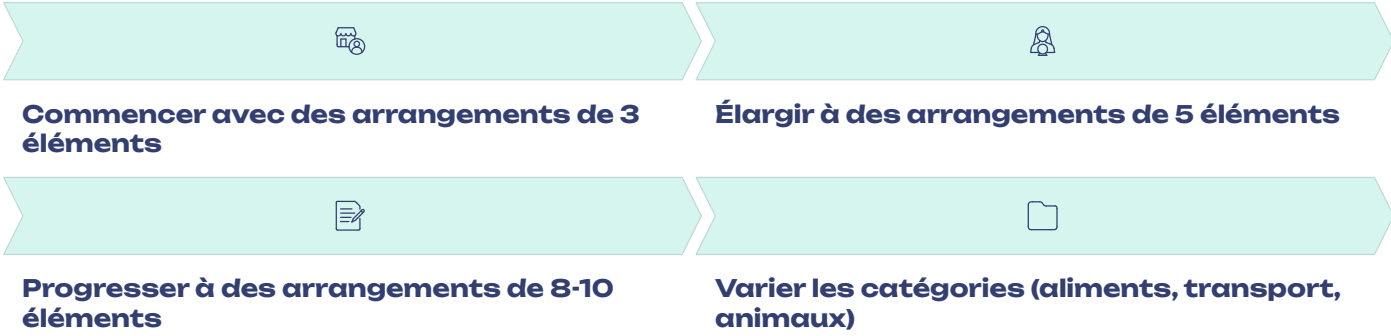 Commencer avec des arrangements de 3
éléments
Élargir à des arrangements de 5 éléments
Progresser à des arrangements de 8-10
éléments
Varier les catégories (aliments, transport,
animaux)